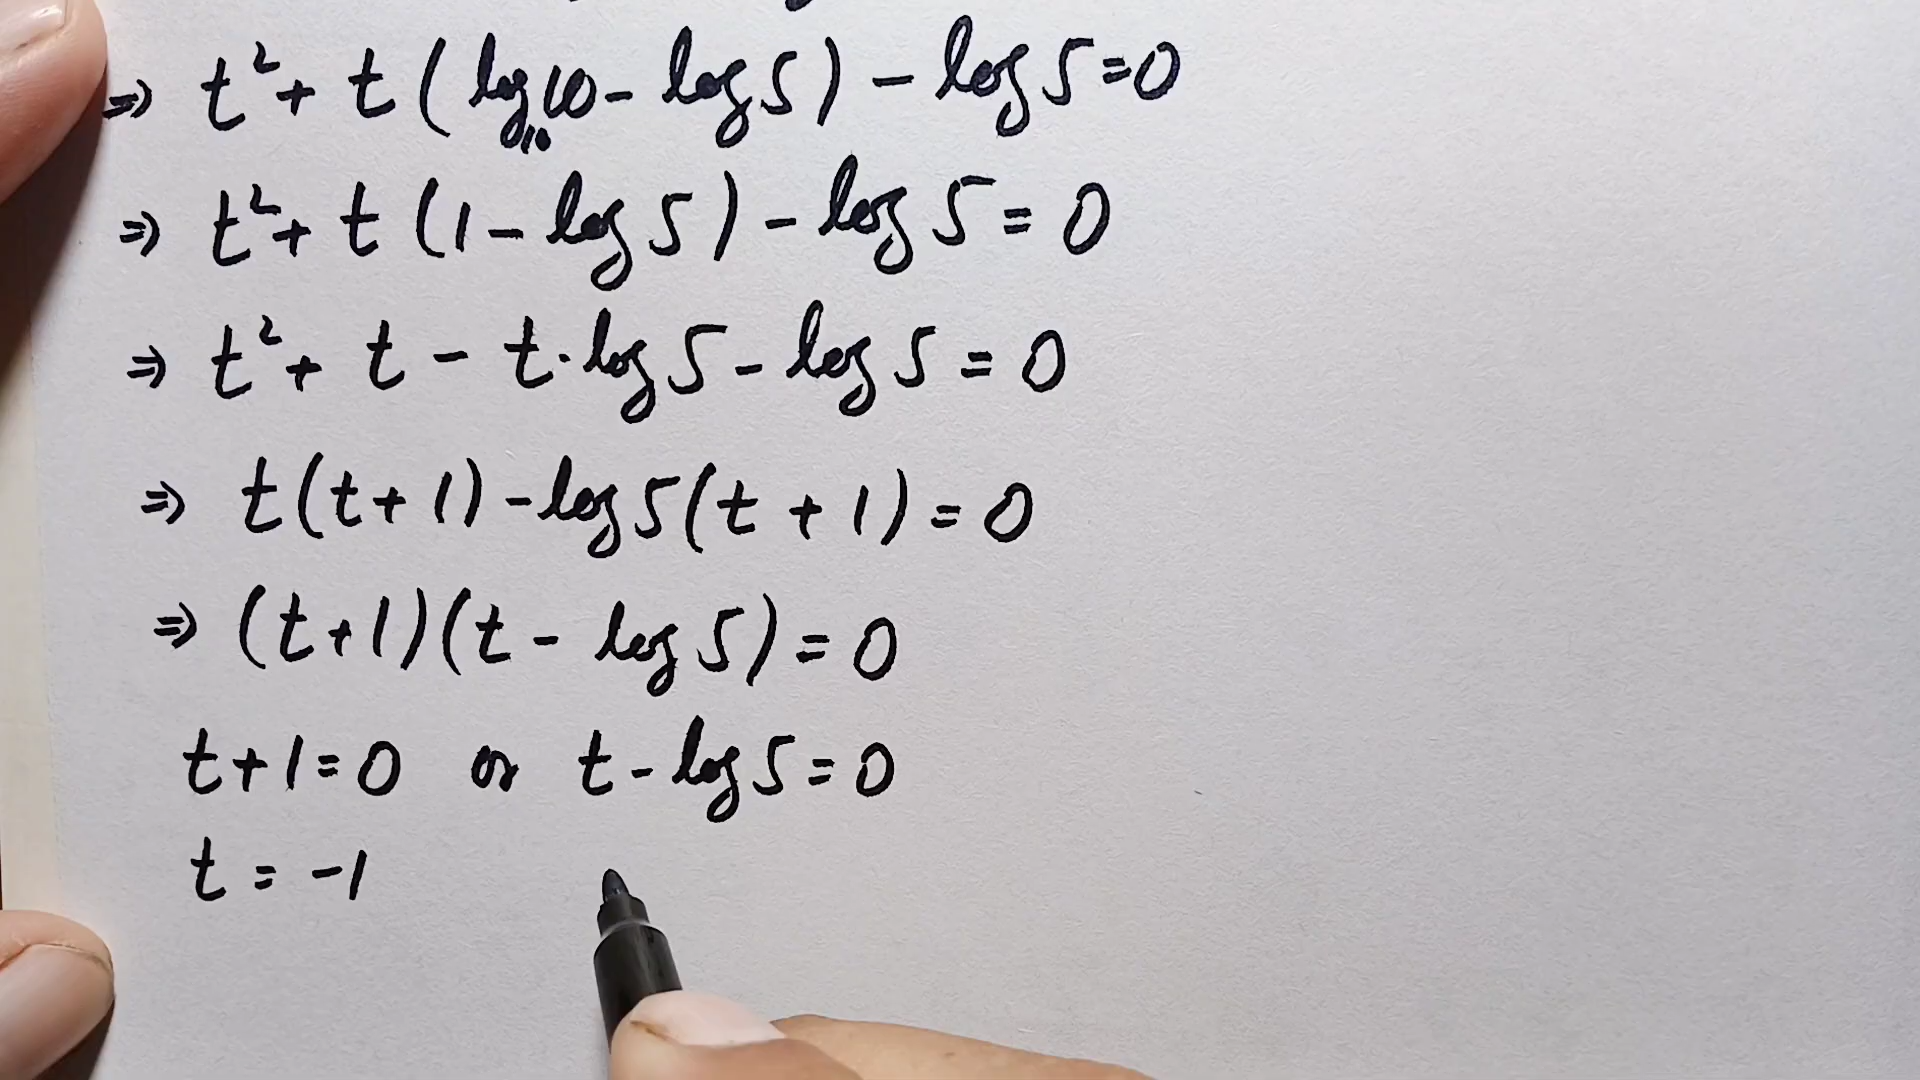 ⇒ t² + t (log₁₀10 - log 5) - log 5 = 0
⇒ t² + t (1 - log 5) - log 5 = 0
⇒ t² + t - t · log 5 - log 5 = 0
⇒ t(t + 1) - log 5(t + 1) = 0
⇒ (t + 1)(t - log 5) = 0
t + 1 = 0 or t - log 5 = 0
t = -1